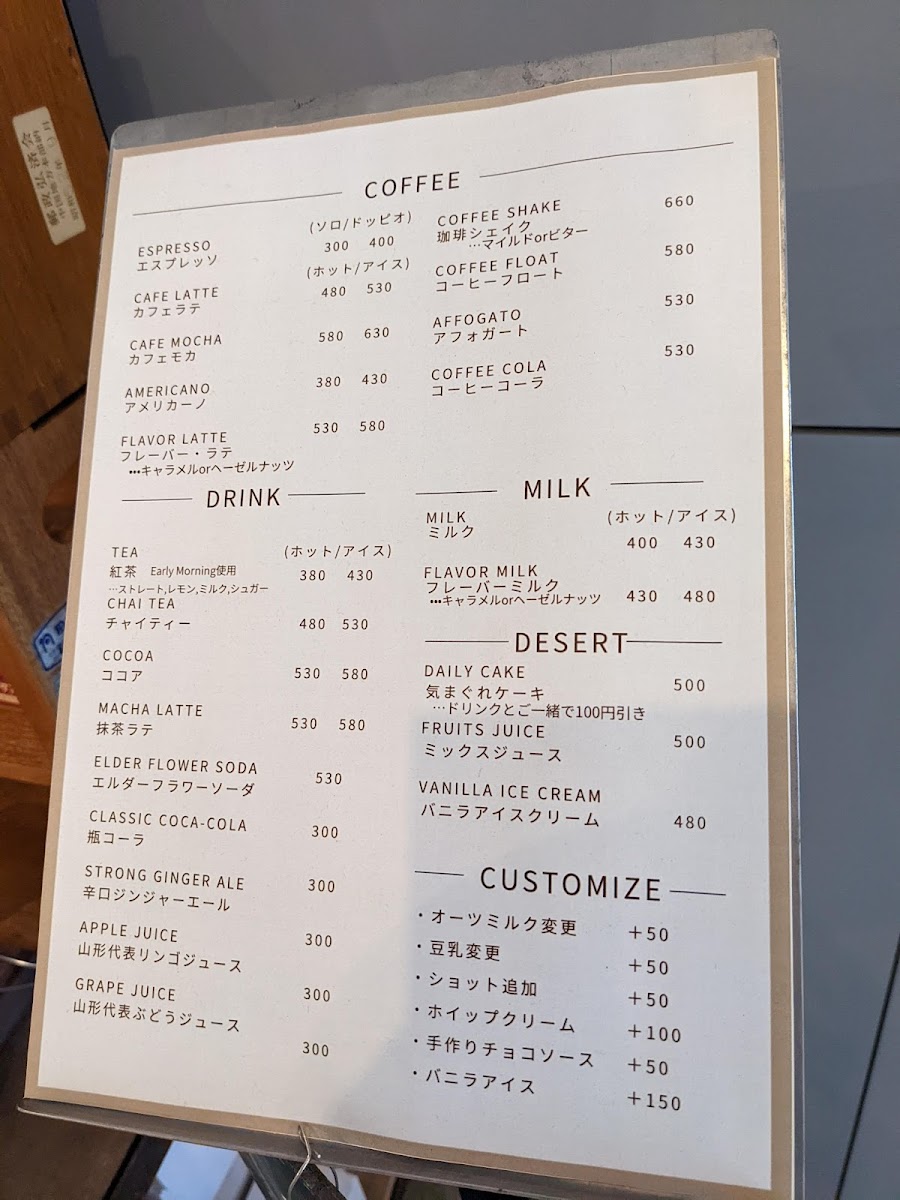 COFFEE
(ソロ/ドッピオ)
ESPRESSO 300 400
エスプレッソ
(ホット/アイス)
CAFE LATTE 480 530
カフェラテ
CAFE MOCHA 580 630
カフェモカ
AMERICANO 380 430
アメリカーノ
FLAVOR LATTE 530 580
フレーバー・ラテ
•••キャラメルorヘーゼルナッツ
COFFEE SHAKE 660
珈琲シェイク
…マイルドorビター
COFFEE FLOAT 580
コーヒーフロート
AFFOGATO 530
アフォガート
COFFEE COLA 530
コーヒーコーラ
DRINK
(ホット/アイス)
TEA
紅茶 Early Morning使用 380 430
…ストレート,レモン,ミルク,シュガー
CHAI TEA
チャイティー 480 530
COCOA
ココア 530 580
MACHA LATTE
抹茶ラテ 530 580
ELDER FLOWER SODA
エルダーフラワーソーダ 530
CLASSIC COCA-COLA
瓶コーラ 300
STRONG GINGER ALE
辛口ジンジャーエール 300
APPLE JUICE 300
山形代表リンゴジュース
GRAPE JUICE 300
山形代表ぶどうジュース
300
MILK
MILK (ホット/アイス)
ミルク 400 430
FLAVOR MILK
フレーバーミルク
•••キャラメルorヘーゼルナッツ 430 480
DESERT
DAILY CAKE
気まぐれケーキ 500
…ドリンクとご一緒で100円引き
FRUITS JUICE
ミックスジュース 500
VANILLA ICE CREAM
バニラアイスクリーム 480
CUSTOMIZE
・オーツミルク変更 +50
・豆乳変更 +50
・ショット追加 +50
・ホイップクリーム +100
・手作りチョコソース +50
・バニラアイス +150